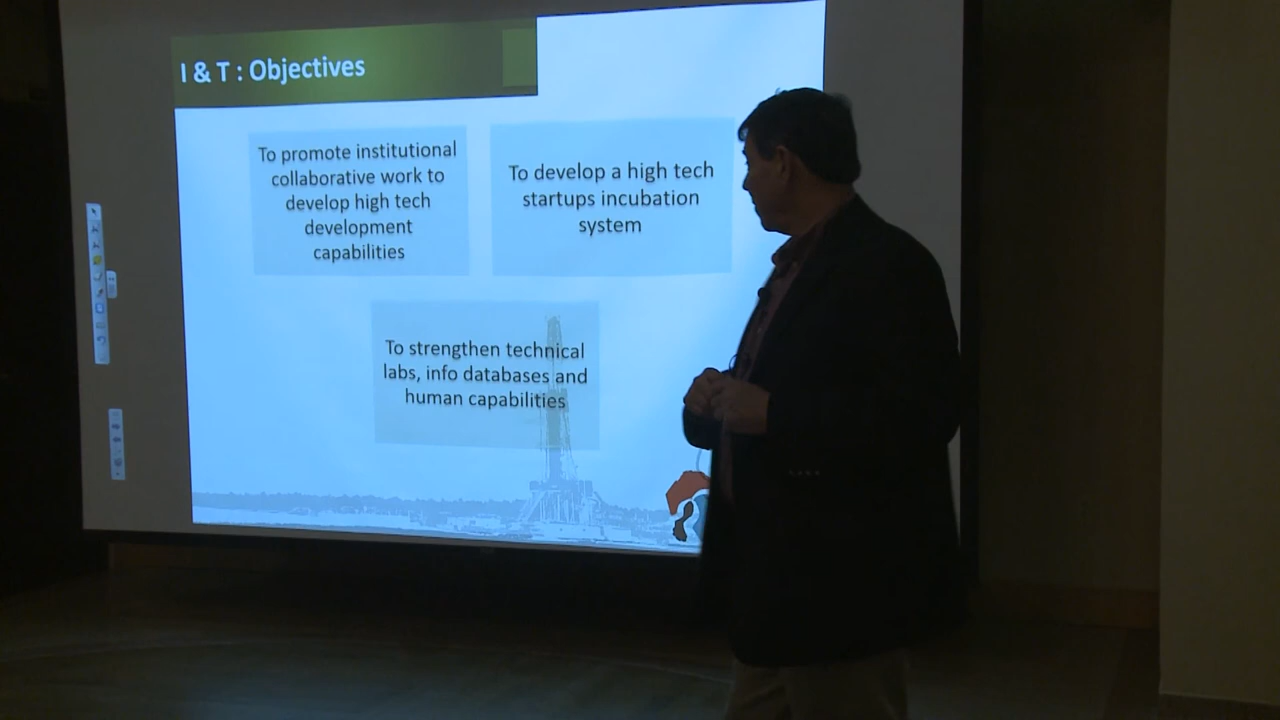 I & T : Objectives
To promote institutional
collaborative work to
develop high tech
development
capabilities
To develop a high tech
startups incubation
system
To strengthen technical
labs, info databases and
human capabilities